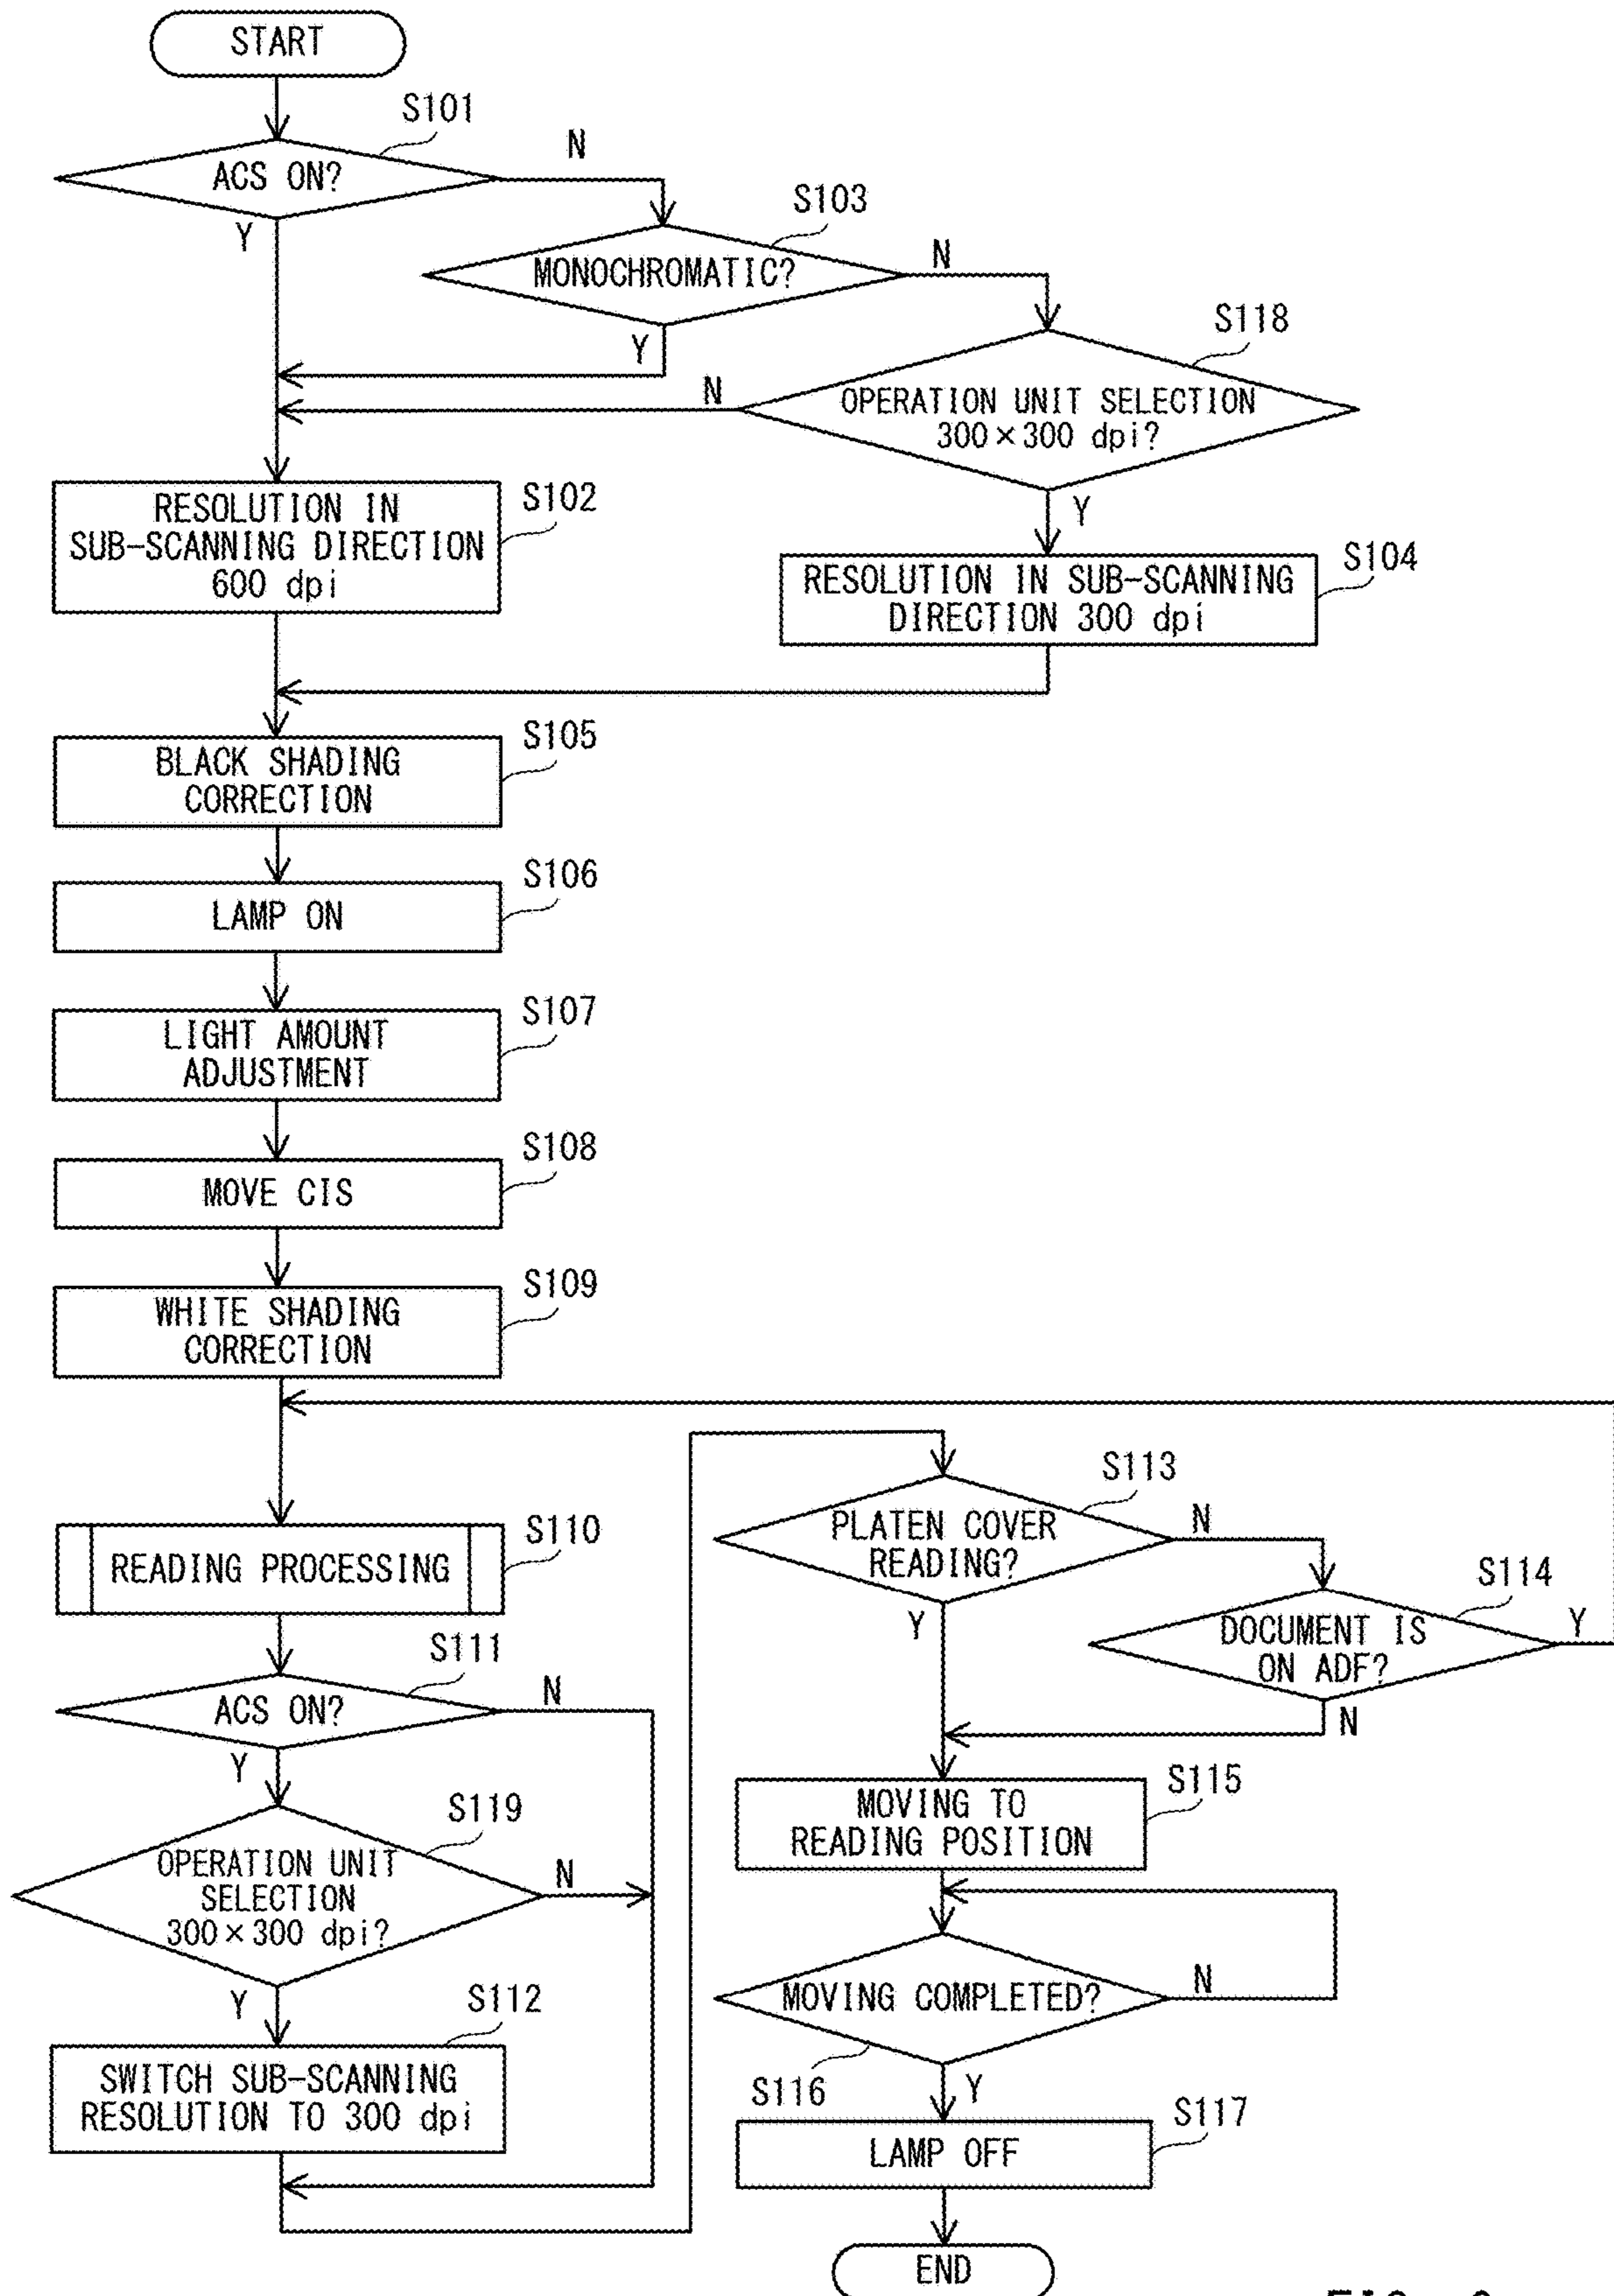 START
S101
ACS ON?
N
Y
S103
MONOCHROMATIC?
N
Y
S118
OPERATION UNIT SELECTION
300×300 dpi?
N
Y
S102
RESOLUTION IN
SUB-SCANNING DIRECTION
600 dpi
S104
RESOLUTION IN SUB-SCANNING
DIRECTION 300 dpi
S105
BLACK SHADING
CORRECTION
S106
LAMP ON
S107
LIGHT AMOUNT
ADJUSTMENT
S108
MOVE CIS
S109
WHITE SHADING
CORRECTION
S110
READING PROCESSING
S111
ACS ON?
N
Y
S119
OPERATION UNIT
SELECTION
300×300 dpi?
N
Y
S112
SWITCH SUB-SCANNING
RESOLUTION TO 300 dpi
S113
PLATEN COVER
READING?
N
Y
S114
DOCUMENT IS
ON ADF?
Y
N
S115
MOVING TO
READING POSITION
MOVING COMPLETED?
N
S116
Y
S117
LAMP OFF
END